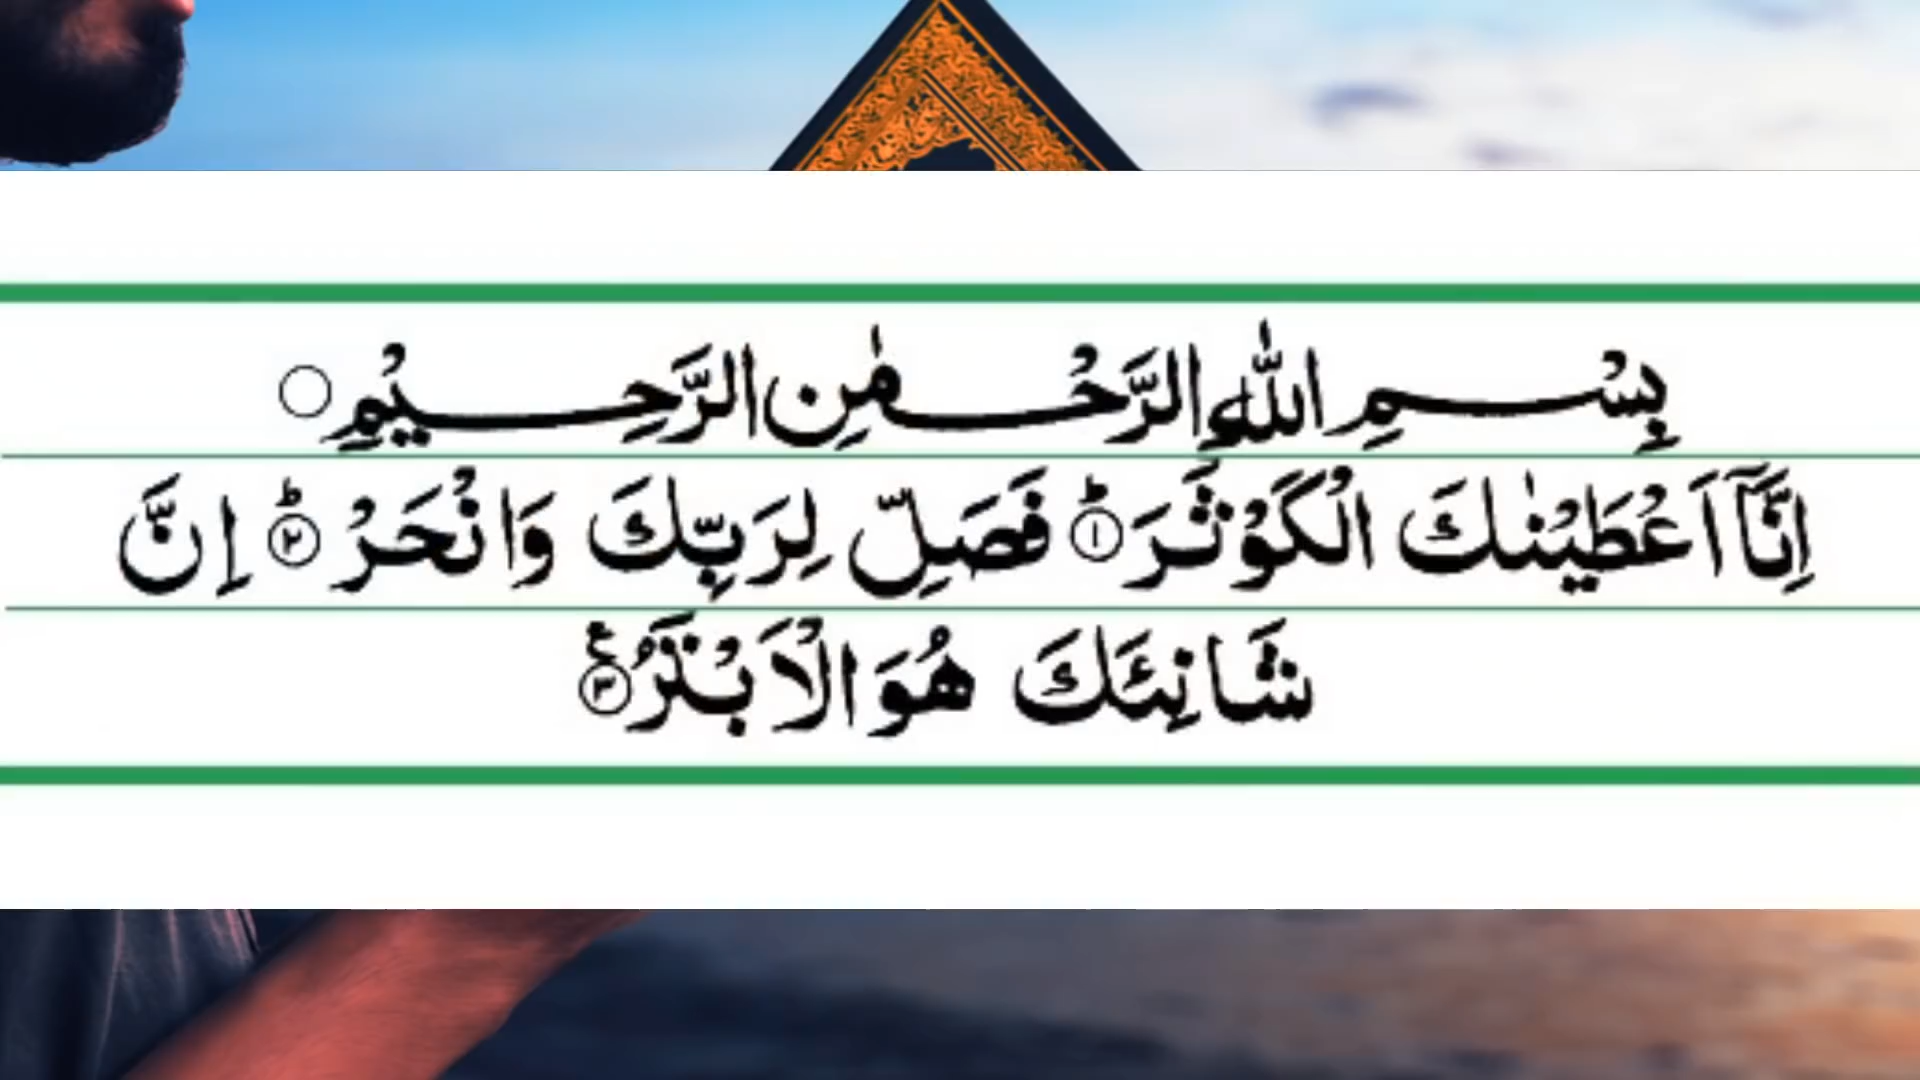 بِسْمِ اللّٰهِ الرَّحْمٰنِ الرَّحِيْمِ ○
اِنَّاۤ اَعْطَيْنٰكَ الْكَوْثَرَ ؕ۝۱ فَصَلِّ لِرَبِّكَ وَانْحَرْ ؕ۝۲ اِنَّ
شَانِئَكَ هُوَ الْاَبْتَرُ ۝۳ ع